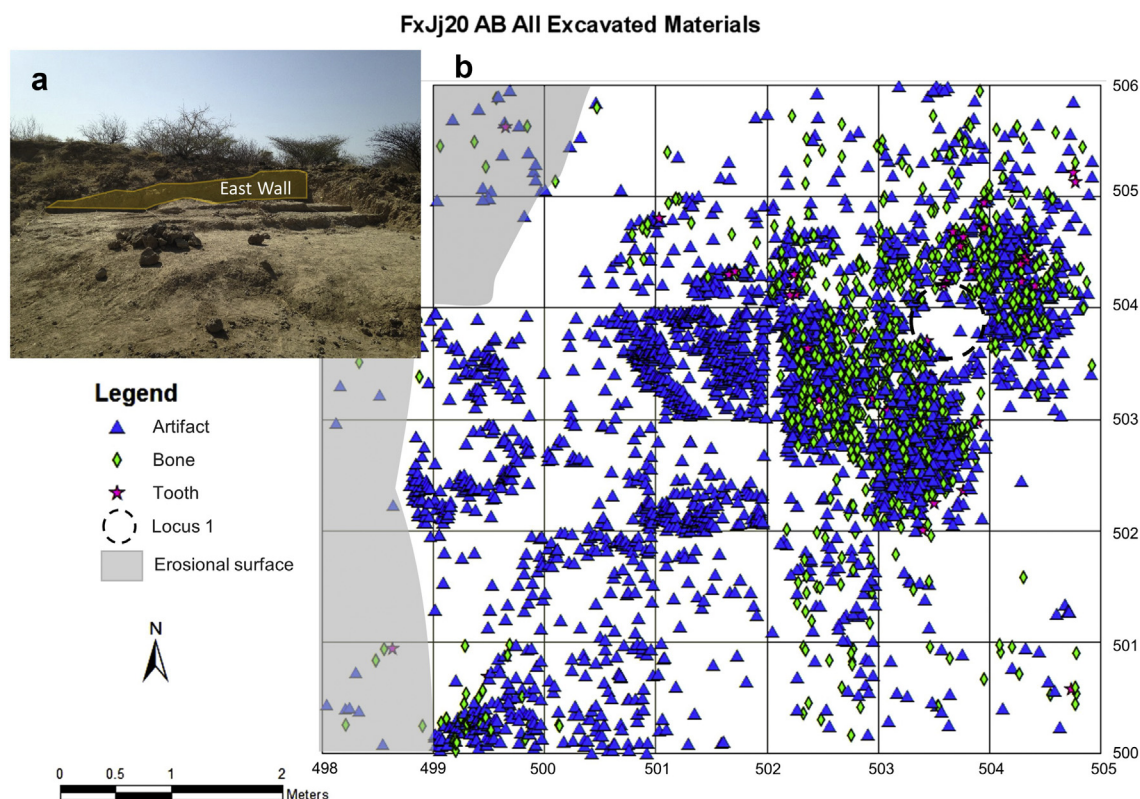 FxJj20 AB All Excavated Materials
a
b
East Wall
506
505
504
503
502
501
500
498 499 500 501 502 503 504 505
Legend
Artifact
Bone
Tooth
Locus 1
Erosional surface
N
0 0.5 1 2
Meters